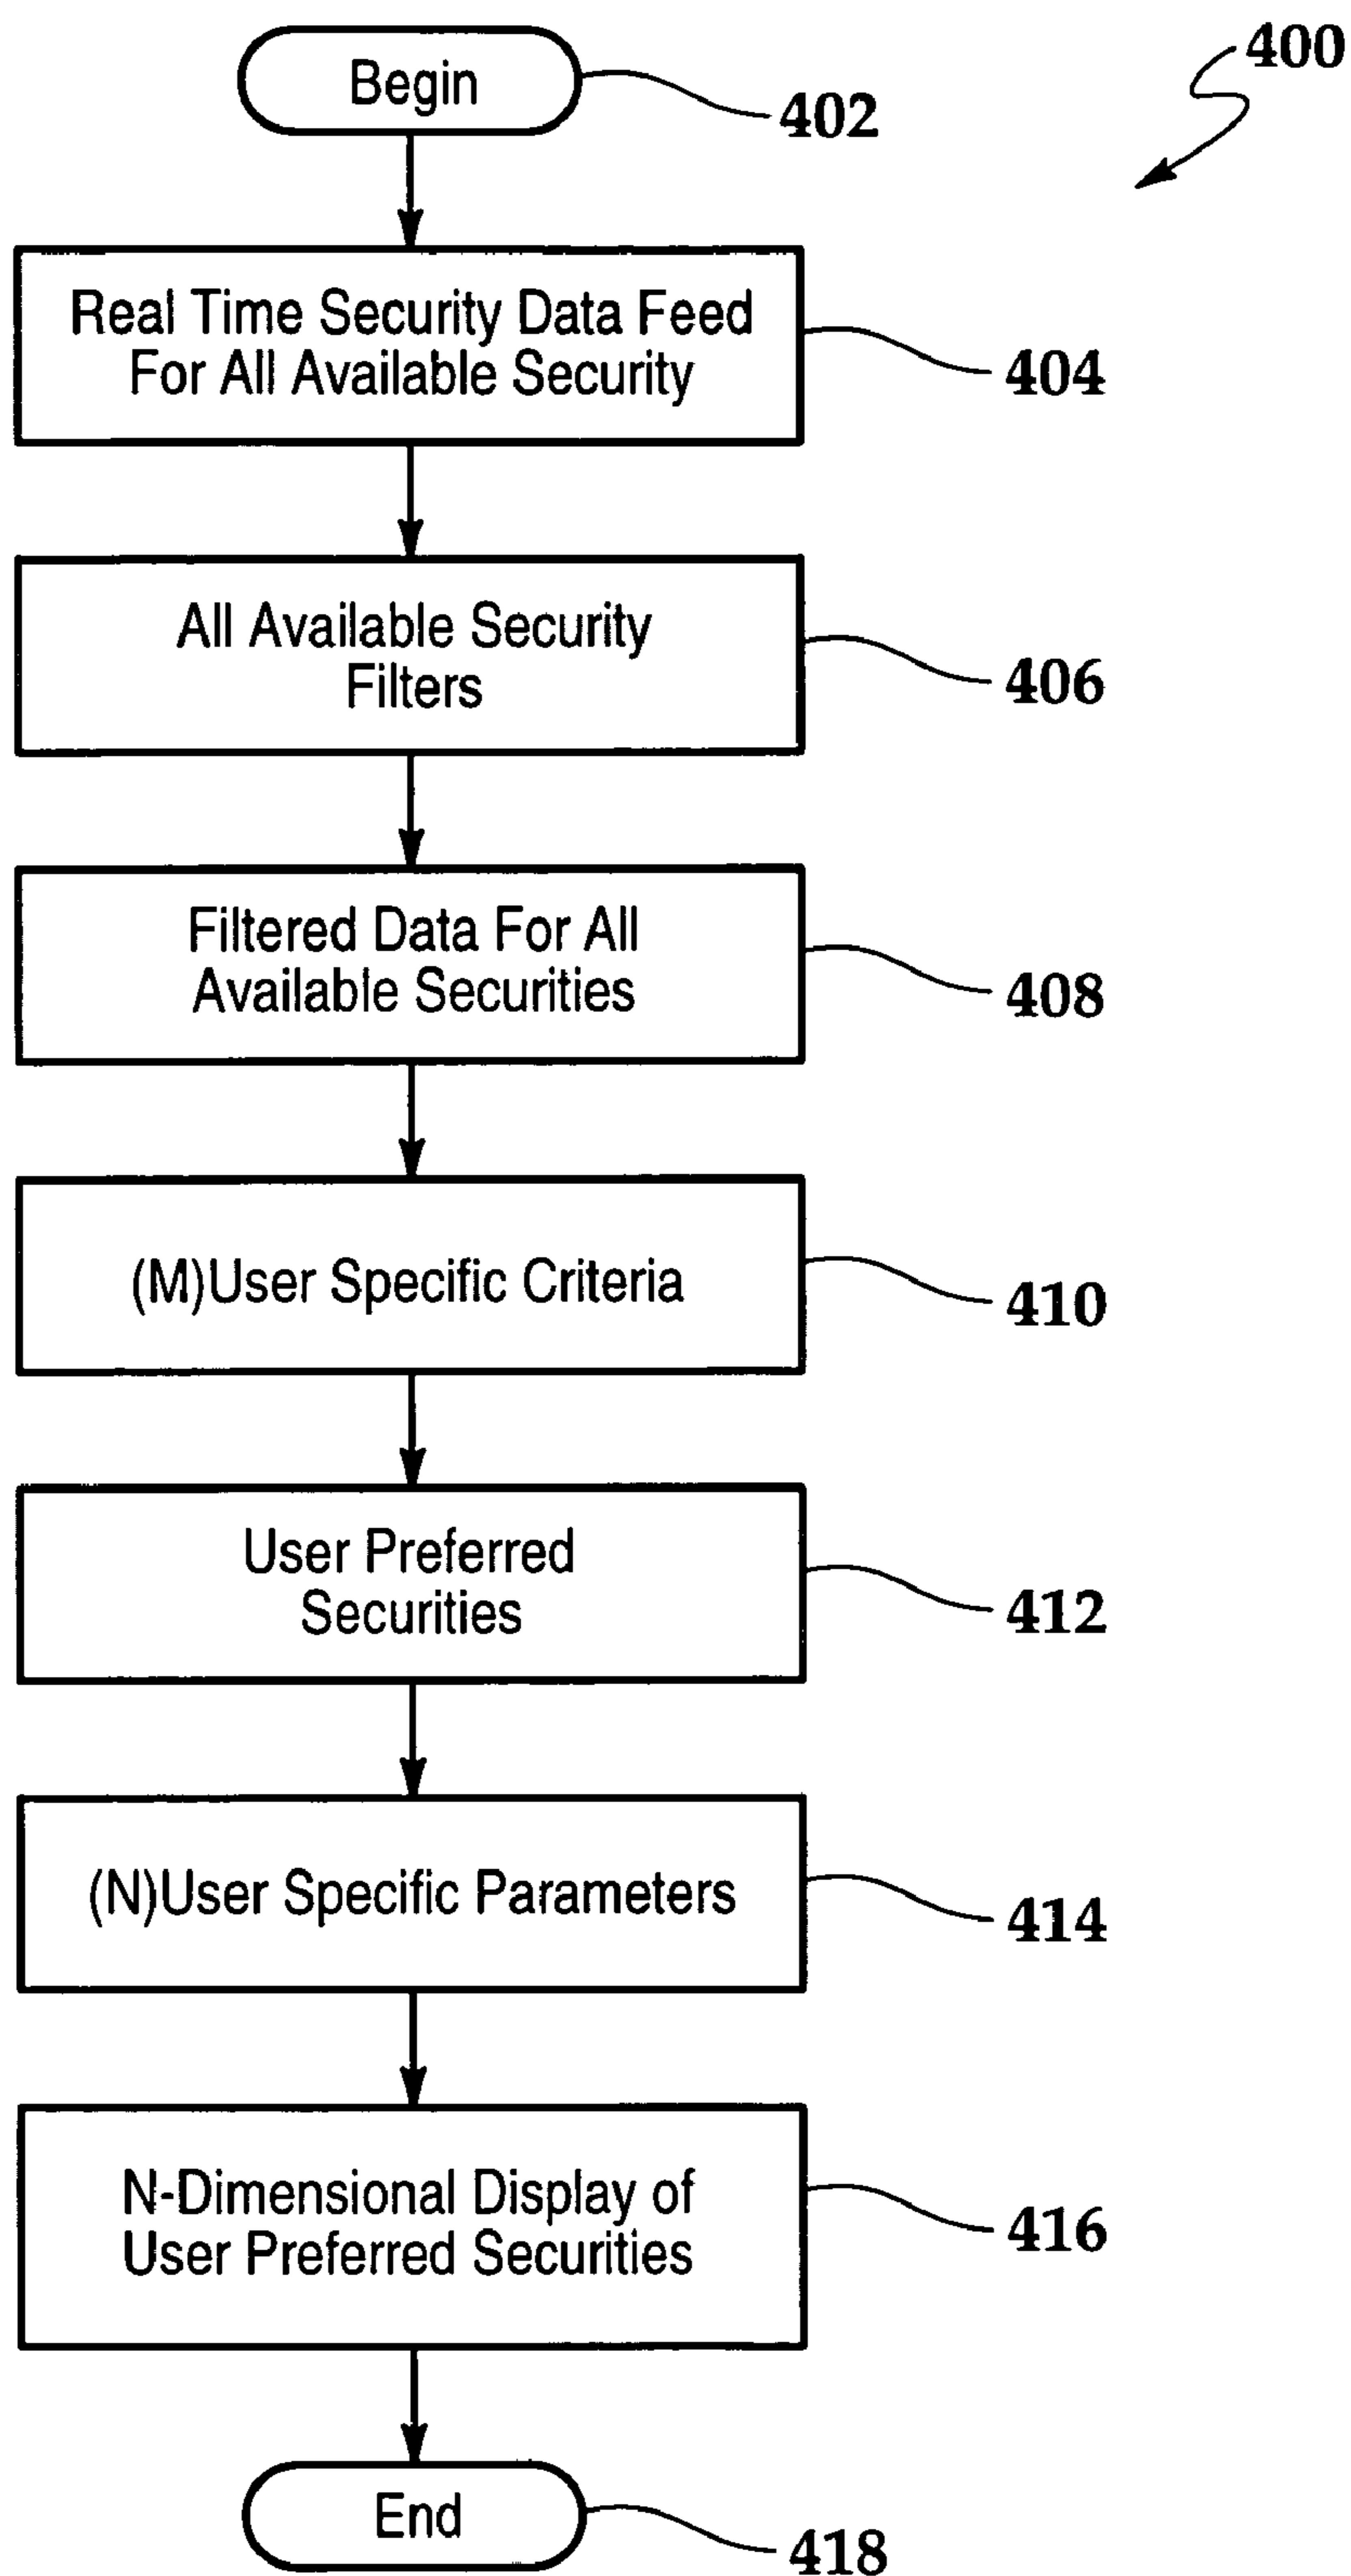 400
Begin
402
Real Time Security Data Feed
For All Available Security
404
All Available Security
Filters
406
Filtered Data For All
Available Securities
408
(M)User Specific Criteria
410
User Preferred
Securities
412
(N)User Specific Parameters
414
N-Dimensional Display of
User Preferred Securities
416
End
418